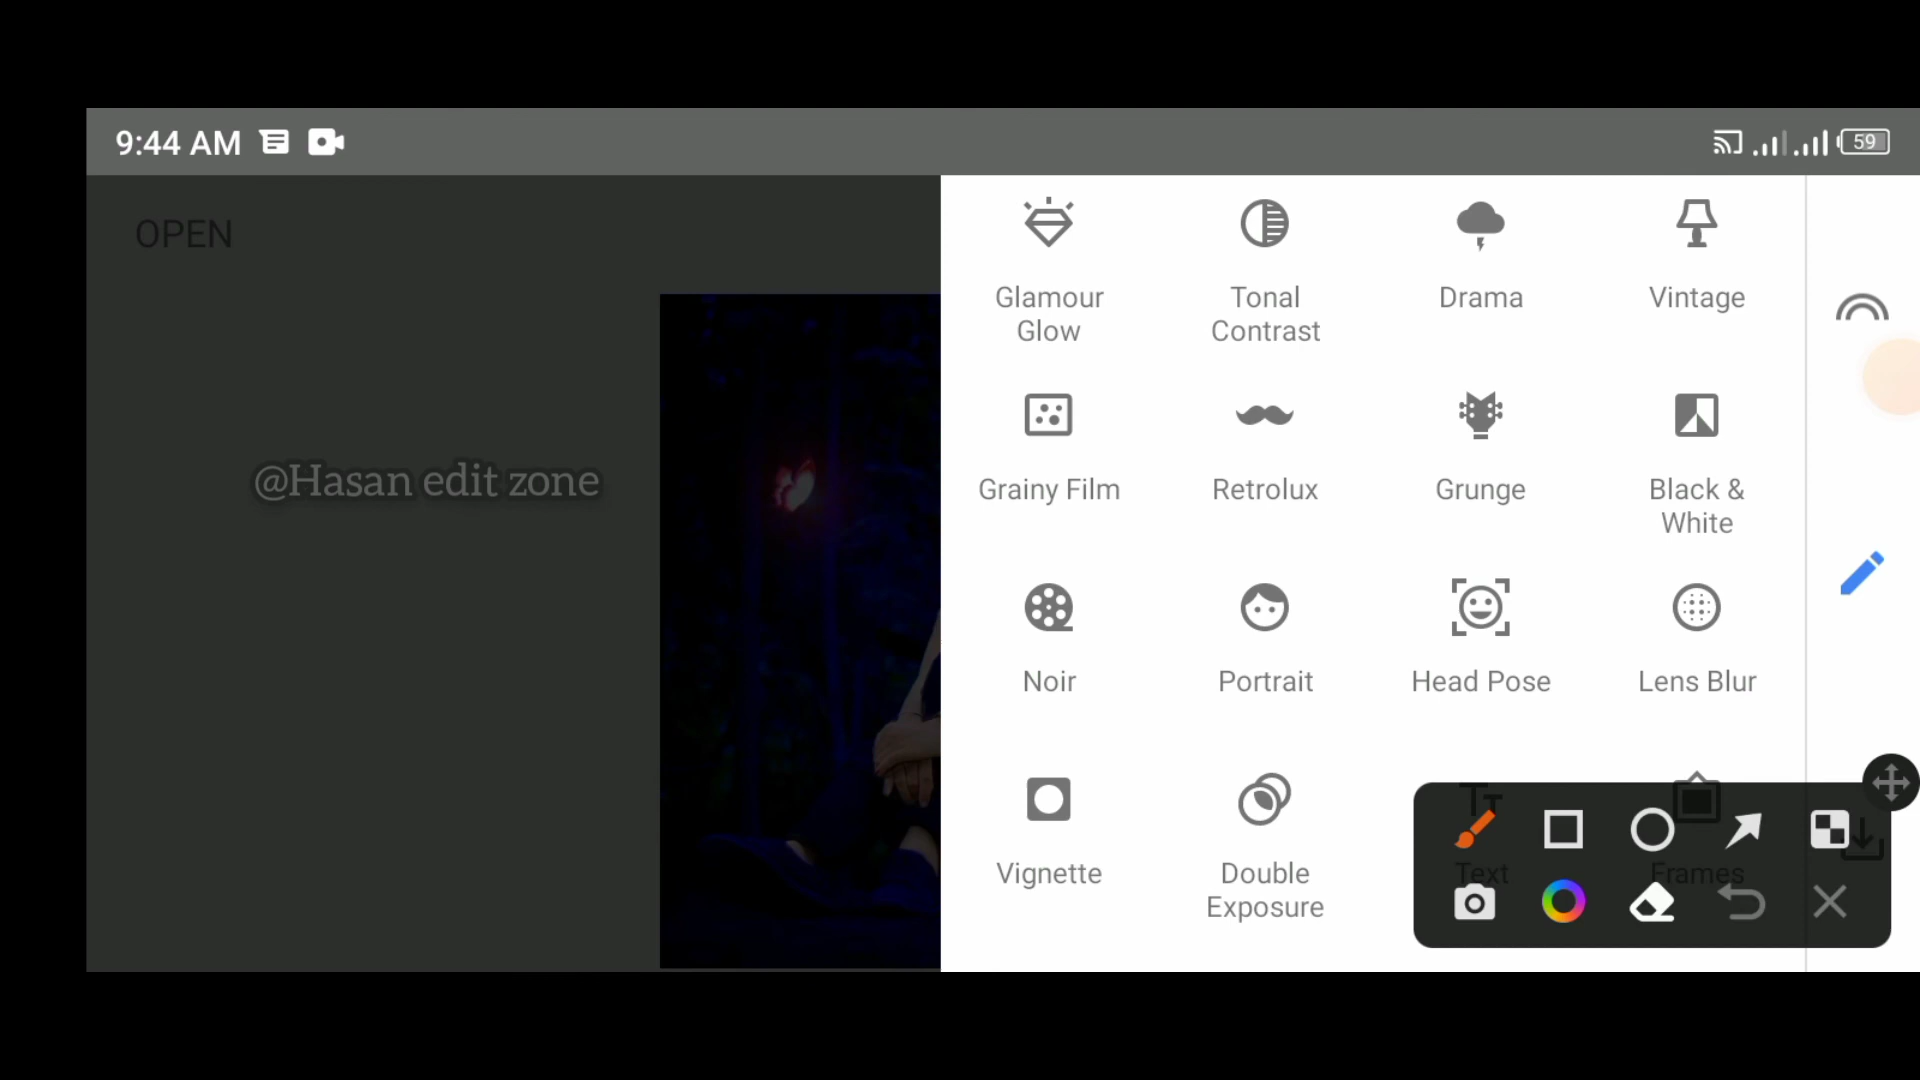 9:44 AM
59
OPEN
Glamour
Glow
Tonal
Contrast
Drama
Vintage
@Hasan edit zone
Grainy Film
Retrolux
Grunge
Black &
White
Noir
Portrait
Head Pose
Lens Blur
Vignette
Double
Exposure
Text
Frames